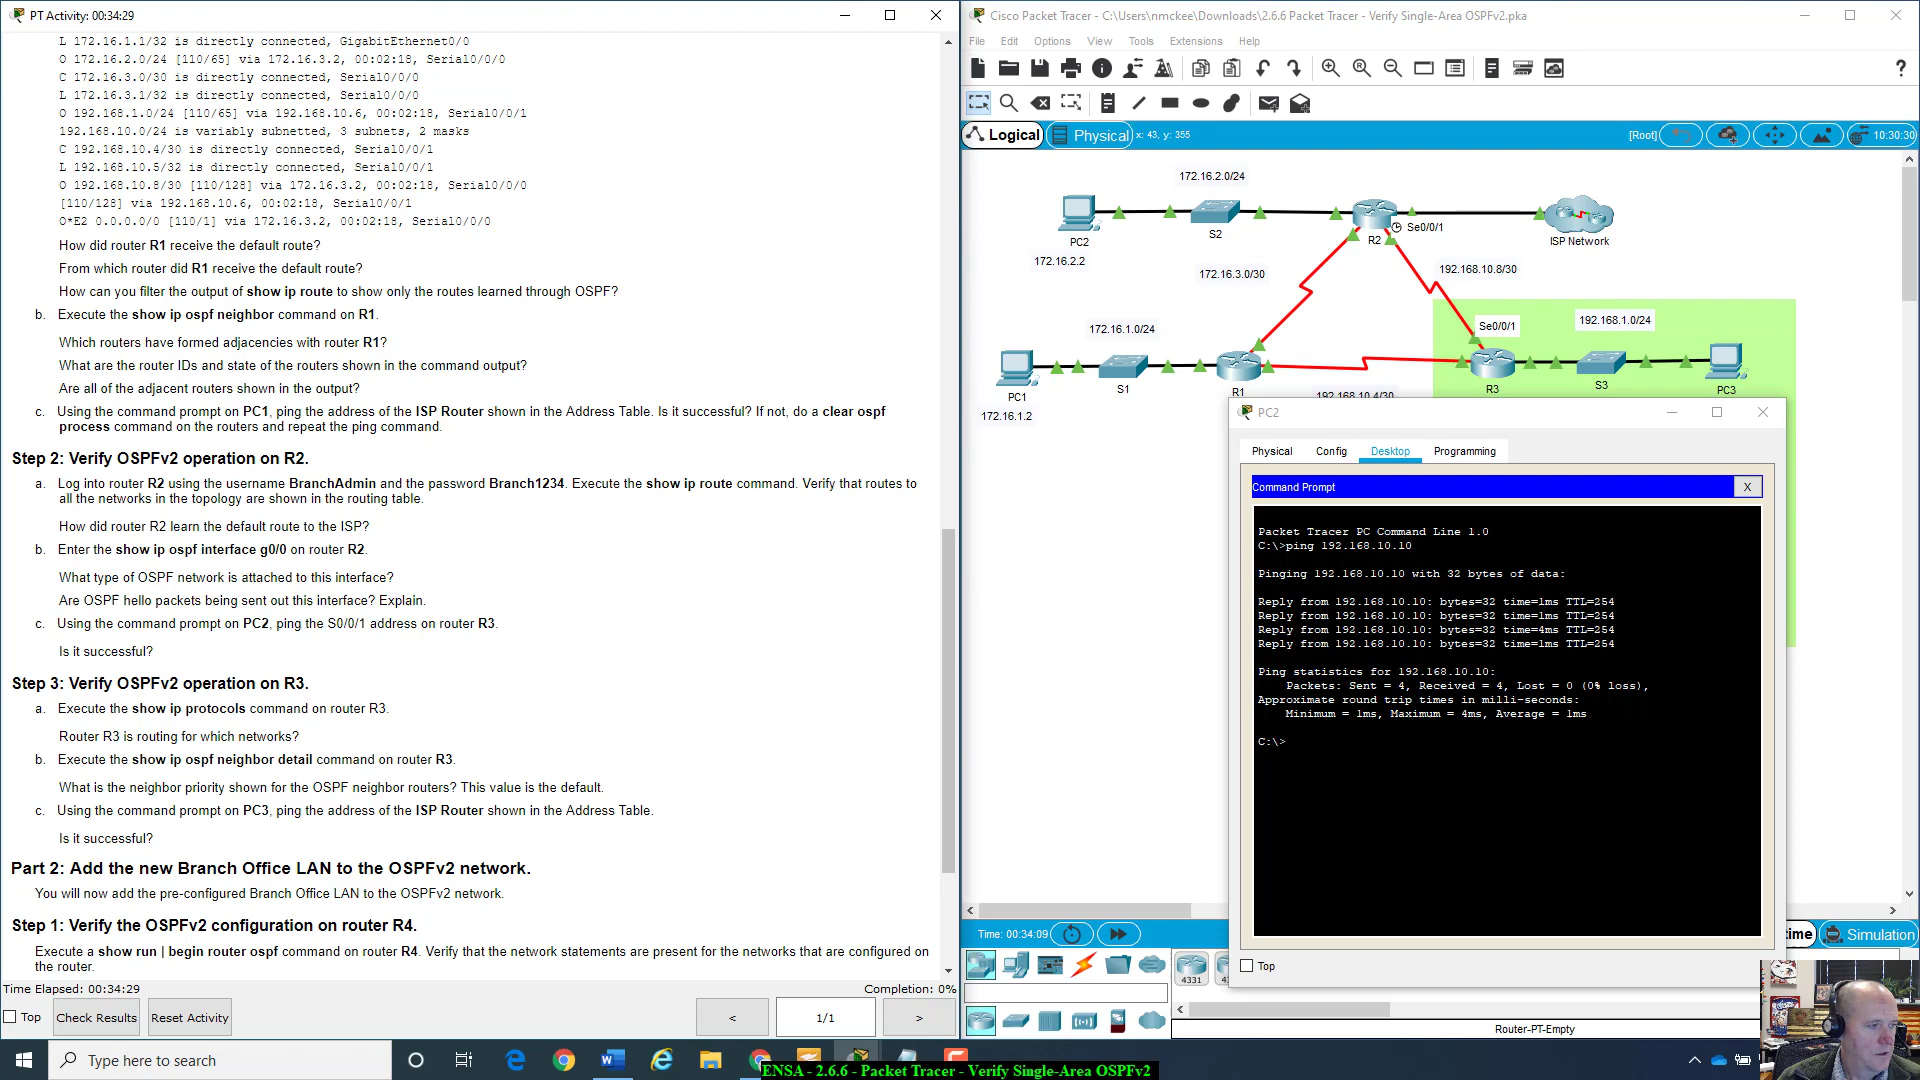 PT Activity: 00:34:29
L 172.16.1.1/32 is directly connected, GigabitEthernet0/0
O 172.16.2.0/24 [110/65] via 172.16.3.2, 00:02:18, Serial0/0/0
C 172.16.3.0/30 is directly connected, Serial0/0/0
L 172.16.3.1/32 is directly connected, Serial0/0/0
O 192.168.1.0/24 [110/65] via 192.168.10.6, 00:02:18, Serial0/0/1
192.168.10.0/24 is variably subnetted, 3 subnets, 2 masks
C 192.168.10.4/30 is directly connected, Serial0/0/1
L 192.168.10.5/32 is directly connected, Serial0/0/1
O 192.168.10.8/30 [110/128] via 172.16.3.2, 00:02:18, Serial0/0/0
[110/128] via 192.168.10.6, 00:02:18, Serial0/0/1
O*E2 0.0.0.0/0 [110/1] via 172.16.3.2, 00:02:18, Serial0/0/0
How did router R1 receive the default route?
From which router did R1 receive the default route?
How can you filter the output of show ip route to show only the routes learned through OSPF?
b. Execute the show ip ospf neighbor command on R1.
Which routers have formed adjacencies with router R1?
What are the router IDs and state of the routers shown in the command output?
Are all of the adjacent routers shown in the output?
c. Using the command prompt on PC1, ping the address of the ISP Router shown in the Address Table. Is it successful? If not, do a clear ospf
process command on the routers and repeat the ping command.
Step 2: Verify OSPFv2 operation on R2.
a. Log into router R2 using the username BranchAdmin and the password Branch1234. Execute the show ip route command. Verify that routes to
all the networks in the topology are shown in the routing table.
How did router R2 learn the default route to the ISP?
b. Enter the show ip ospf interface g0/0 on router R2.
What type of OSPF network is attached to this interface?
Are OSPF hello packets being sent out this interface? Explain.
c. Using the command prompt on PC2, ping the S0/0/1 address on router R3.
Is it successful?
Step 3: Verify OSPFv2 operation on R3.
a. Execute the show ip protocols command on router R3.
Router R3 is routing for which networks?
b. Execute the show ip ospf neighbor detail command on router R3.
What is the neighbor priority shown for the OSPF neighbor routers? This value is the default.
c. Using the command prompt on PC3, ping the address of the ISP Router shown in the Address Table.
Is it successful?
Part 2: Add the new Branch Office LAN to the OSPFv2 network.
You will now add the pre-configured Branch Office LAN to the OSPFv2 network.
Step 1: Verify the OSPFv2 configuration on router R4.
Execute a show run | begin router ospf command on router R4. Verify that the network statements are present for the networks that are configured on
the router.
Time Elapsed: 00:34:29
Completion: 0%
Top
Check Results
Reset Activity
<
1/1
>
Cisco Packet Tracer - C:\Users\nmckee\Downloads\2.6.6 Packet Tracer - Verify Single-Area OSPFv2.pka
File Edit Options View Tools Extensions Help
?
Logical
Physical
x: 43, y: 355
[Root]
10:30:30
172.16.2.0/24
PC2
172.16.2.2
S2
R2
Se0/0/1
ISP Network
172.16.3.0/30
192.168.10.8/30
172.16.1.0/24
Se0/0/1
192.168.1.0/24
PC1
172.16.1.2
S1
R1
R3
S3
PC3
192.168.10.4/30
PC2
Physical Config Desktop Programming
Command Prompt
X
Packet Tracer PC Command Line 1.0
C:\>ping 192.168.10.10
Pinging 192.168.10.10 with 32 bytes of data:
Reply from 192.168.10.10: bytes=32 time=1ms TTL=254
Reply from 192.168.10.10: bytes=32 time=1ms TTL=254
Reply from 192.168.10.10: bytes=32 time=4ms TTL=254
Reply from 192.168.10.10: bytes=32 time=1ms TTL=254
Ping statistics for 192.168.10.10:
Packets: Sent = 4, Received = 4, Lost = 0 (0% loss),
Approximate round trip times in milli-seconds:
Minimum = 1ms, Maximum = 4ms, Average = 1ms
C:\>
Top
Time: 00:34:09
time
Simulation
4331
Router-PT-Empty
Type here to search
ENSA - 2.6.6 - Packet Tracer - Verify Single-Area OSPFv2